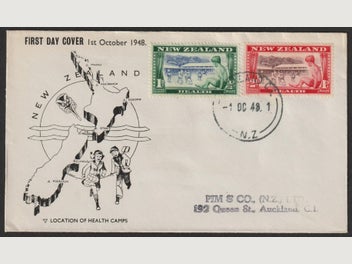 FIRST DAY COVER 1st October 1948.
NEW ZEALAND
NEW ZEALAND
HEALTH
NEW ZEALAND
HEALTH
-1 OC 48. 1
N.Z
LOCATION OF HEALTH CAMPS
PIM & CO., (N.Z.)
192 Queen St., Auckland, C.1